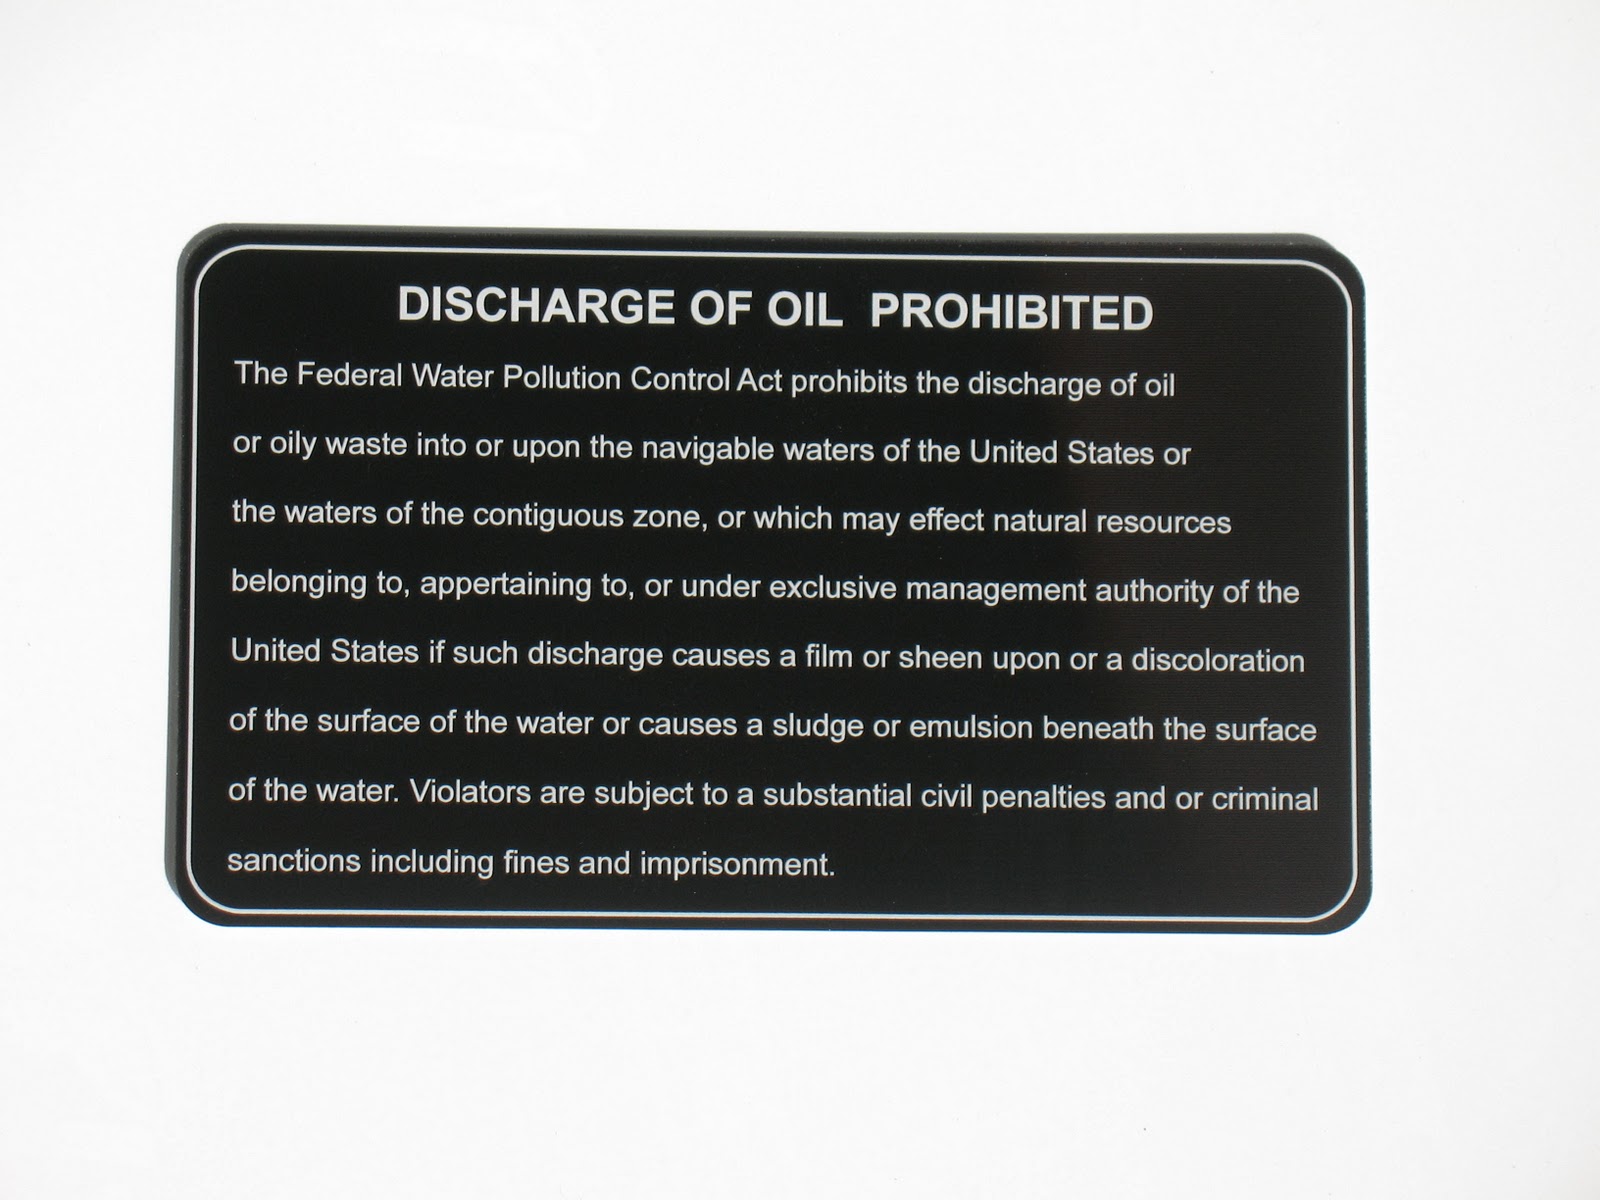 DISCHARGE OF OIL PROHIBITED
The Federal Water Pollution Control Act prohibits the discharge of oil
or oily waste into or upon the navigable waters of the United States or
the waters of the contiguous zone, or which may effect natural resources
belonging to, appertaining to, or under exclusive management authority of the
United States if such discharge causes a film or sheen upon or a discoloration
of the surface of the water or causes a sludge or emulsion beneath the surface
of the water. Violators are subject to a substantial civil penalties and or criminal
sanctions including fines and imprisonment.